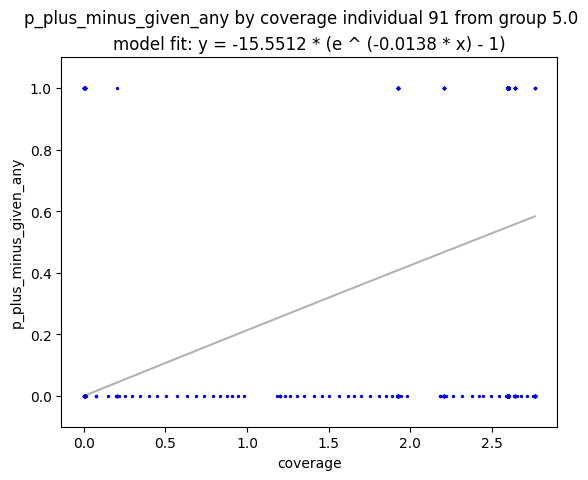 p_plus_minus_given_any by coverage individual 91 from group 5.0
model fit: y = -15.5512 * (e ^ (-0.0138 * x) - 1)
1.0
0.8
0.6
0.4
0.2
0.0
p_plus_minus_given_any
0.0 0.5 1.0 1.5 2.0 2.5
coverage